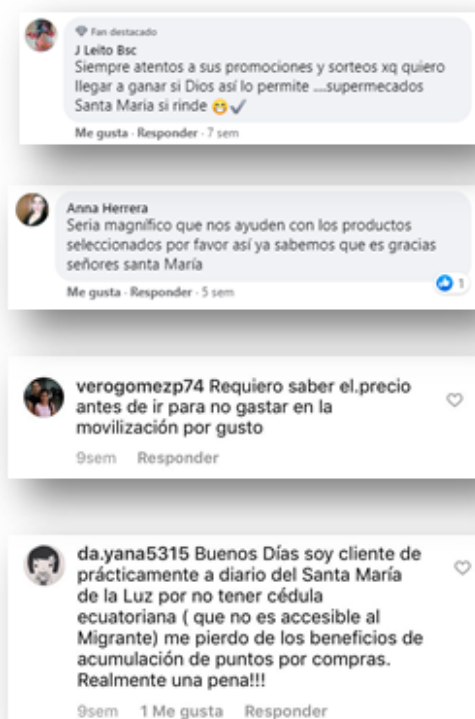 Fan destacado
J Leito Bsc
Siempre atentos a sus promociones y sorteos xq quiero
llegar a ganar si Dios así lo permite ....supermecados
Santa Maria si rinde 😁✔
Me gusta · Responder · 7 sem
Anna Herrera
Seria magnífico que nos ayuden con los productos
seleccionados por favor así ya sabemos que es gracias
señores santa María
1
Me gusta · Responder · 5 sem
verogomezp74 Requiero saber el.precio
antes de ir para no gastar en la
movilización por gusto
9sem Responder
da.yana5315 Buenos Días soy cliente de
prácticamente a diario del Santa María
de la Luz por no tener cédula
ecuatoriana ( que no es accesible al
Migrante) me pierdo de los beneficios de
acumulación de puntos por compras.
Realmente una pena!!!
9sem 1 Me gusta Responder